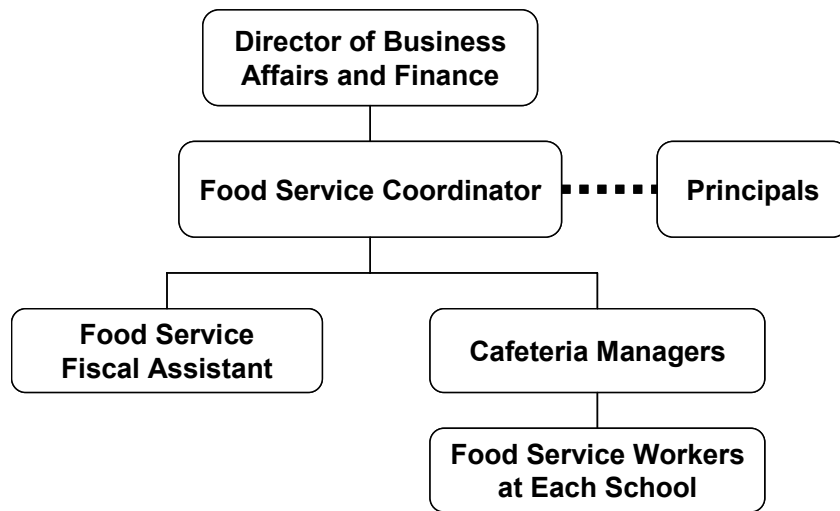 Director of Business
Affairs and Finance
Food Service Coordinator
Principals
Food Service
Fiscal Assistant
Cafeteria Managers
Food Service Workers
at Each School